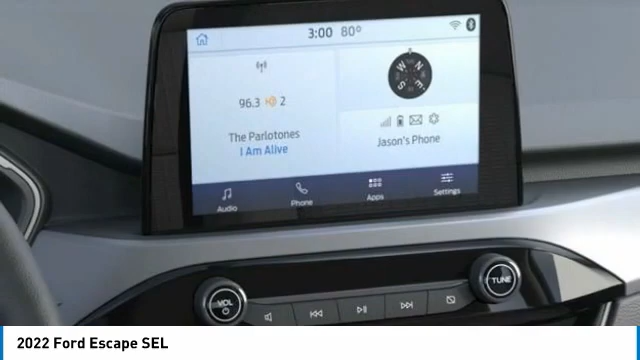 3:00 80°
96.3 HD 2
The Parlotones
I Am Alive
N
W E
S
Jason's Phone
Audio
Phone
Apps
Settings
VOL
TUNE
2022 Ford Escape SEL